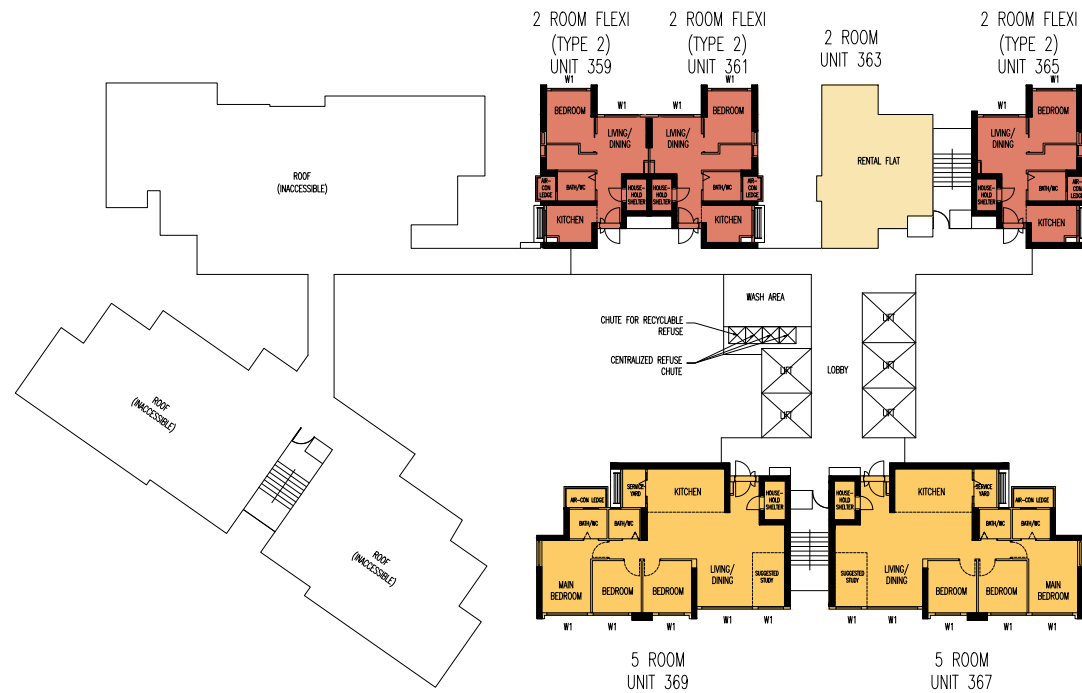 2 ROOM FLEXI
(TYPE 2)
UNIT 359
2 ROOM FLEXI
(TYPE 2)
UNIT 361
2 ROOM
UNIT 363
2 ROOM FLEXI
(TYPE 2)
UNIT 365
W1
W1
W1
W1
W1
W1
BEDROOM
LIVING/
DINING
BATH/WC
AIR-
CON
LEDGE
HOUSE-
HOLD
SHELTER
KITCHEN
BEDROOM
LIVING/
DINING
BATH/WC
AIR-
CON
LEDGE
HOUSE-
HOLD
SHELTER
KITCHEN
RENTAL FLAT
BEDROOM
LIVING/
DINING
BATH/WC
AIR-
CON
LEDGE
HOUSE-
HOLD
SHELTER
KITCHEN
ROOF
(INACCESSIBLE)
WASH AREA
CHUTE FOR RECYCLABLE
REFUSE
CENTRALIZED REFUSE
CHUTE
LIFT
LIFT
LOBBY
LIFT
LIFT
LIFT
ROOF
(INACCESSIBLE)
ROOF
(INACCESSIBLE)
SERVICE
YARD
KITCHEN
HOUSE-
HOLD
SHELTER
AIR-CON LEDGE
BATH/WC
BATH/WC
MAIN
BEDROOM
BEDROOM
BEDROOM
LIVING/
DINING
SUGGESTED
STUDY
W1
W1
W1
W1
W1
HOUSE-
HOLD
SHELTER
KITCHEN
SERVICE
YARD
AIR-CON LEDGE
BATH/WC
BATH/WC
SUGGESTED
STUDY
LIVING/
DINING
BEDROOM
BEDROOM
MAIN
BEDROOM
W1
W1
W1
W1
W1
5 ROOM
UNIT 369
5 ROOM
UNIT 367